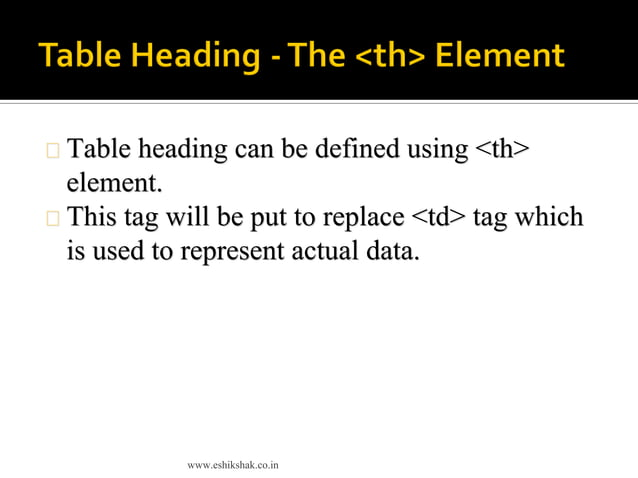 Table Heading - The <th> Element
Table heading can be defined using <th>
element.
This tag will be put to replace <td> tag which
is used to represent actual data.
www.eshikshak.co.in